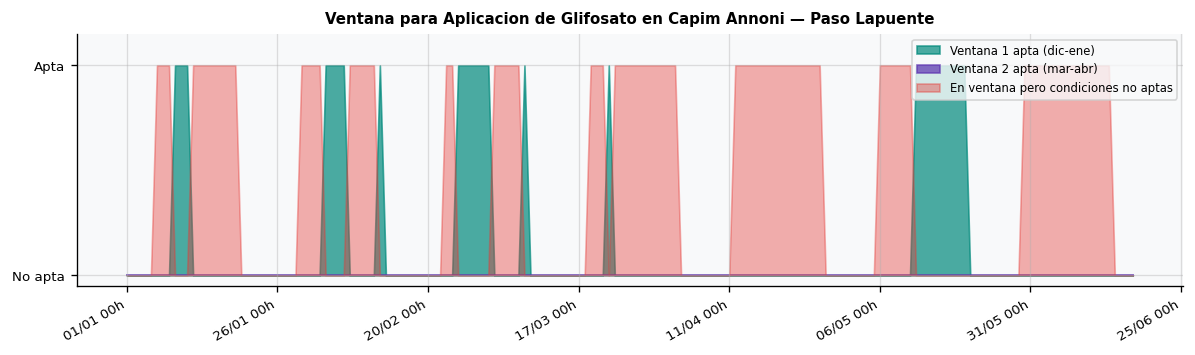 Ventana para Aplicacion de Glifosato en Capim Annoni — Paso Lapuente
Apta
No apta
Ventana 1 apta (dic-ene)
Ventana 2 apta (mar-abr)
En ventana pero condiciones no aptas
01/01 00h
26/01 00h
20/02 00h
17/03 00h
11/04 00h
06/05 00h
31/05 00h
25/06 00h